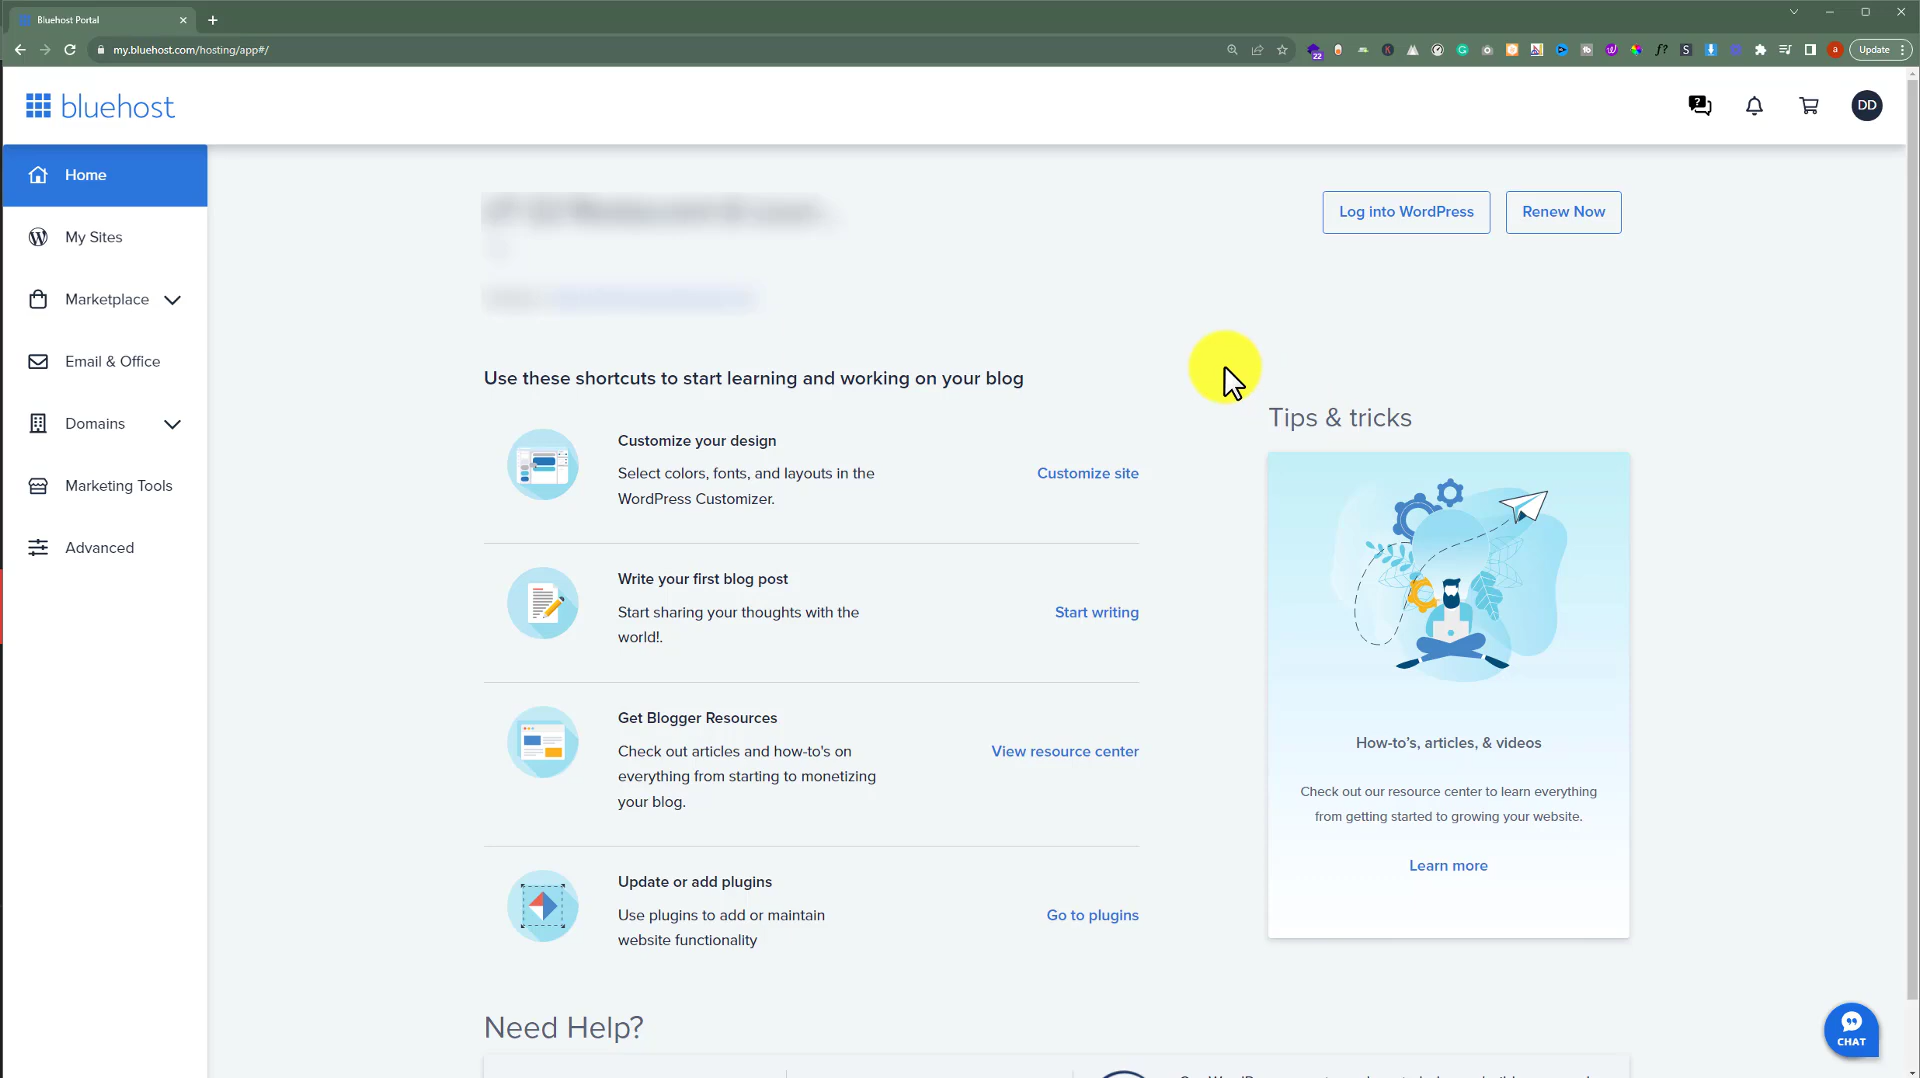 Bluehost Portal
my.bluehost.com/hosting/app#/
22
Update
bluehost
DD
Home
My Sites
Marketplace
Email & Office
Domains
Marketing Tools
Advanced
Log into WordPress
Renew Now
Use these shortcuts to start learning and working on your blog
Customize your design
Select colors, fonts, and layouts in the
WordPress Customizer.
Customize site
Write your first blog post
Start sharing your thoughts with the
world!.
Start writing
Get Blogger Resources
Check out articles and how-to's on
everything from starting to monetizing
your blog.
View resource center
Update or add plugins
Use plugins to add or maintain
website functionality
Go to plugins
Tips & tricks
How-to's, articles, & videos
Check out our resource center to learn everything
from getting started to growing your website.
Learn more
Need Help?
CHAT